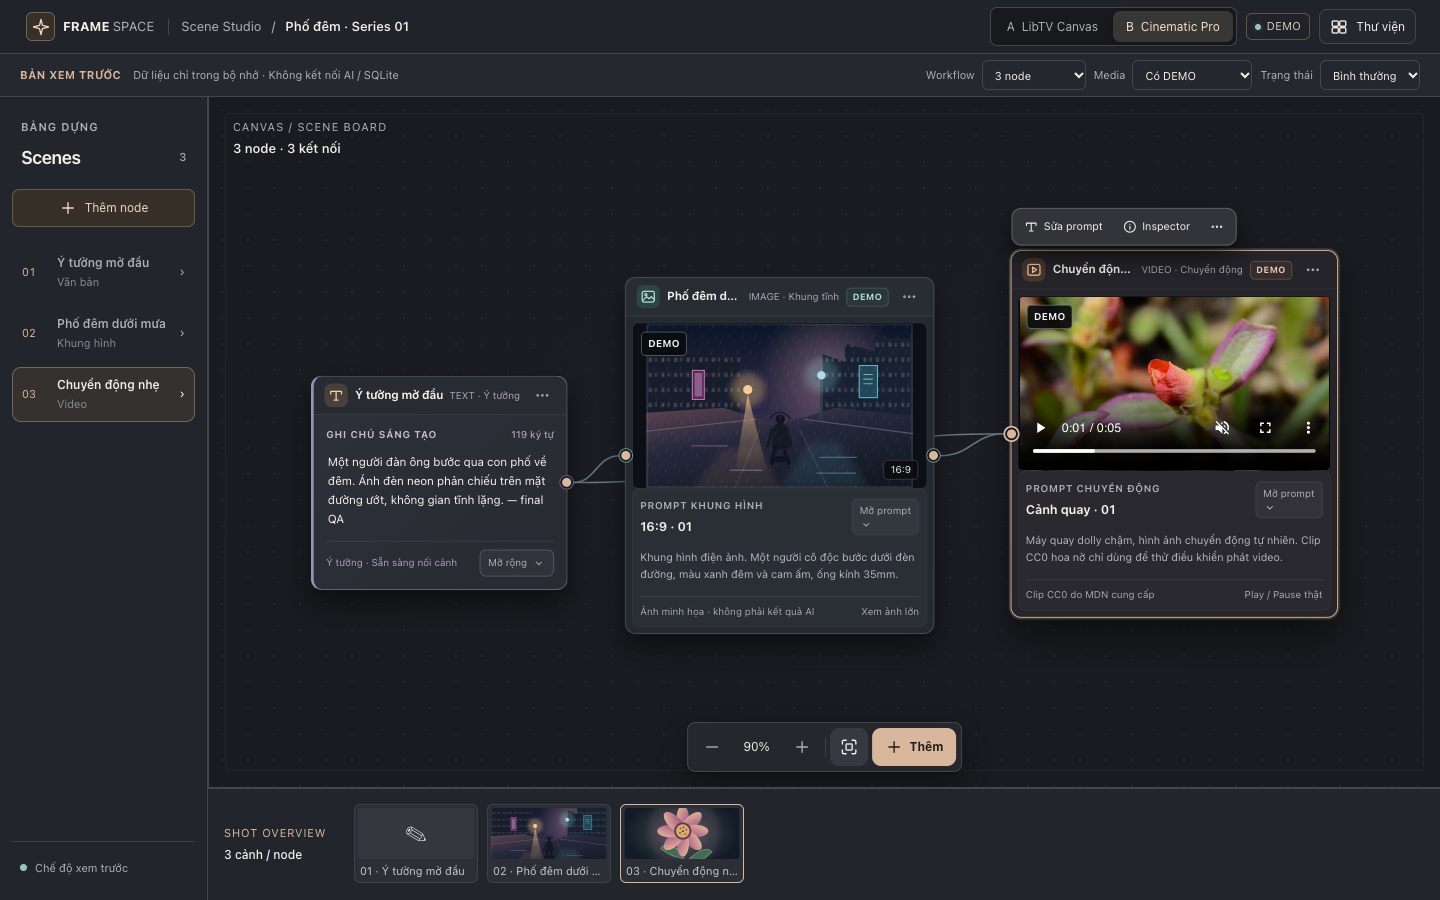 FRAME SPACE
Scene Studio / Phố đêm · Series 01
A LibTV Canvas
B Cinematic Pro
DEMO
Thư viện
BẢN XEM TRƯỚC
Dữ liệu chỉ trong bộ nhớ · Không kết nối AI / SQLite
Workflow
3 node
Media
Có DEMO
Trạng thái
Bình thường
BẢNG DỰNG
Scenes
3
Thêm node
01
Ý tưởng mở đầu
Văn bản
02
Phố đêm dưới mưa
Khung hình
03
Chuyển động nhẹ
Video
Chế độ xem trước
CANVAS / SCENE BOARD
3 node · 3 kết nối
Ý tưởng mở đầu
TEXT · Ý tưởng
GHI CHÚ SÁNG TẠO
119 ký tự
Một người đàn ông bước qua con phố về
đêm. Ánh đèn neon phản chiếu trên mặt
đường ướt, không gian tĩnh lặng. — final
QA
Ý tưởng · Sẵn sàng nối cảnh
Mở rộng
Phố đêm d...
IMAGE · Khung tĩnh
DEMO
DEMO
16:9
PROMPT KHUNG HÌNH
16:9 · 01
Mở prompt
Khung hình điện ảnh. Một người cô độc bước dưới đèn
đường, màu xanh đêm và cam ấm, ống kính 35mm.
Ảnh minh họa · không phải kết quả AI
Xem ảnh lớn
Sửa prompt
Inspector
Chuyển độn...
VIDEO · Chuyển động
DEMO
DEMO
0:01 / 0:05
PROMPT CHUYỂN ĐỘNG
Cảnh quay · 01
Mở prompt
Máy quay dolly chậm, hình ảnh chuyển động tự nhiên. Clip
CC0 hoa nở chỉ dùng để thử điều khiển phát video.
Clip CC0 do MDN cung cấp
Play / Pause thật
90%
Thêm
SHOT OVERVIEW
3 cảnh / node
01 · Ý tưởng mở đầu
02 · Phố đêm dưới ...
03 · Chuyển động n...